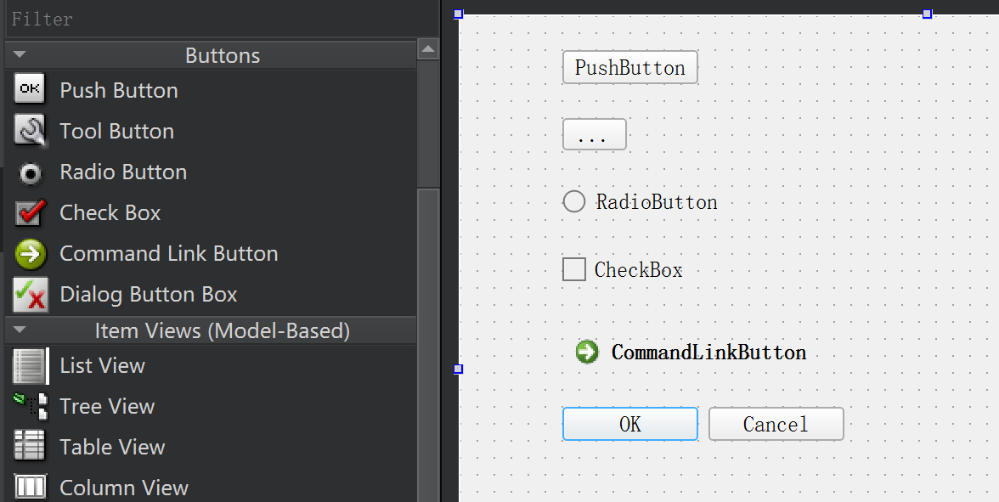 Filter
Buttons
OK Push Button
Tool Button
Radio Button
Check Box
Command Link Button
Dialog Button Box
Item Views (Model-Based)
List View
Tree View
Table View
Column View
PushButton
...
RadioButton
CheckBox
CommandLinkButton
OK
Cancel